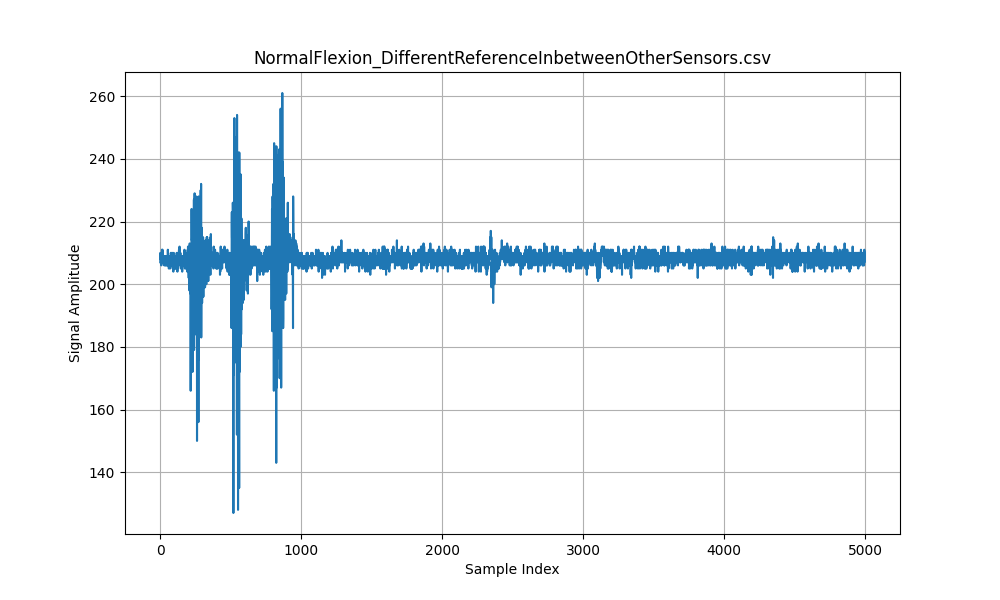 NormalFlexion_DifferentReferenceInbetweenOtherSensors.csv
260
240
220
200
180
160
140
Signal Amplitude
0 1000 2000 3000 4000 5000
Sample Index